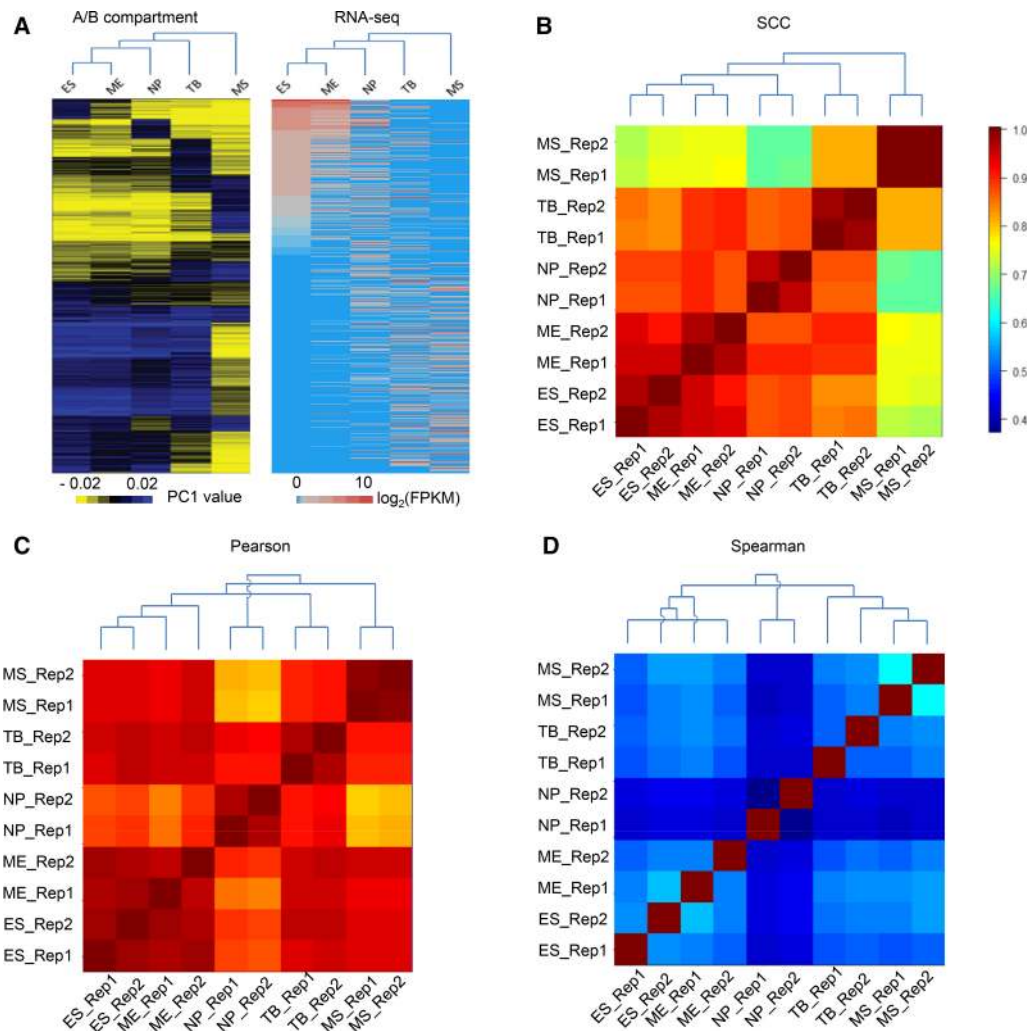 A
A/B compartment
RNA-seq
ES ME NP TB MS
ES ME NP TB MS
- 0.02 0.02
PC1 value
0 10
log2(FPKM)
B
SCC
MS_Rep2
MS_Rep1
TB_Rep2
TB_Rep1
NP_Rep2
NP_Rep1
ME_Rep2
ME_Rep1
ES_Rep2
ES_Rep1
ES_Rep1
ES_Rep2
ME_Rep1
ME_Rep2
NP_Rep1
NP_Rep2
TB_Rep1
TB_Rep2
MS_Rep1
MS_Rep2
1.0
0.9
0.8
0.7
0.6
0.5
0.4
C
Pearson
MS_Rep2
MS_Rep1
TB_Rep2
TB_Rep1
NP_Rep2
NP_Rep1
ME_Rep2
ME_Rep1
ES_Rep2
ES_Rep1
ES_Rep1
ES_Rep2
ME_Rep1
ME_Rep2
NP_Rep1
NP_Rep2
TB_Rep1
TB_Rep2
MS_Rep1
MS_Rep2
D
Spearman
MS_Rep2
MS_Rep1
TB_Rep2
TB_Rep1
NP_Rep2
NP_Rep1
ME_Rep2
ME_Rep1
ES_Rep2
ES_Rep1
ES_Rep1
ES_Rep2
ME_Rep1
ME_Rep2
NP_Rep1
NP_Rep2
TB_Rep1
TB_Rep2
MS_Rep1
MS_Rep2